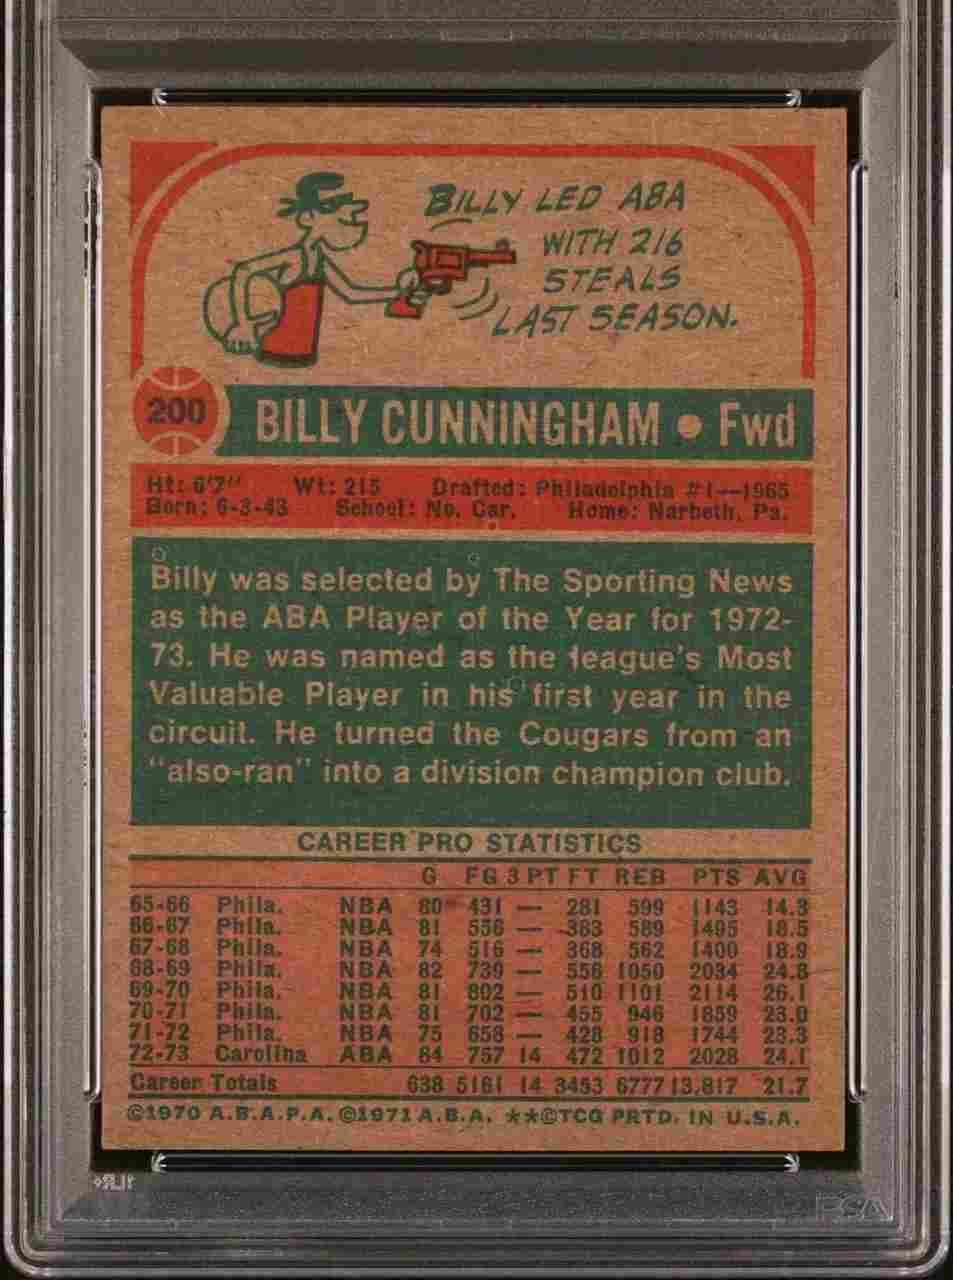 BILLY LED ABA
WITH 216
STEALS
LAST SEASON.
200 BILLY CUNNINGHAM • Fwd
Ht: 6'7" Wt: 215 Drafted: Philadelphia #1—1965
Born: 6-3-43 School: No. Car. Home: Narbeth, Pa.
Billy was selected by The Sporting News
as the ABA Player of the Year for 1972-
73. He was named as the league's Most
Valuable Player in his first year in the
circuit. He turned the Cougars from an
"also-ran" into a division champion club.
CAREER PRO STATISTICS
G FG 3 PT FT REB PTS AVG
65-66 Phila. NBA 80 431 — 281 599 1143 14.3
66-67 Phila. NBA 81 556 — 383 589 1495 18.5
67-68 Phila. NBA 74 516 — 368 562 1400 18.9
68-69 Phila. NBA 82 739 — 556 1050 2034 24.8
69-70 Phila. NBA 81 802 — 510 1101 2114 26.1
70-71 Phila. NBA 81 702 — 455 946 1859 23.0
71-72 Phila. NBA 75 658 — 428 918 1744 23.3
72-73 Carolina ABA 84 757 14 472 1012 2028 24.1
Career Totals 638 5161 14 3453 6777 13,817 21.7
©1970 A.B.A.P.A. ©1971 A.B.A. **©TCG PRTD. IN U.S.A.
PSA